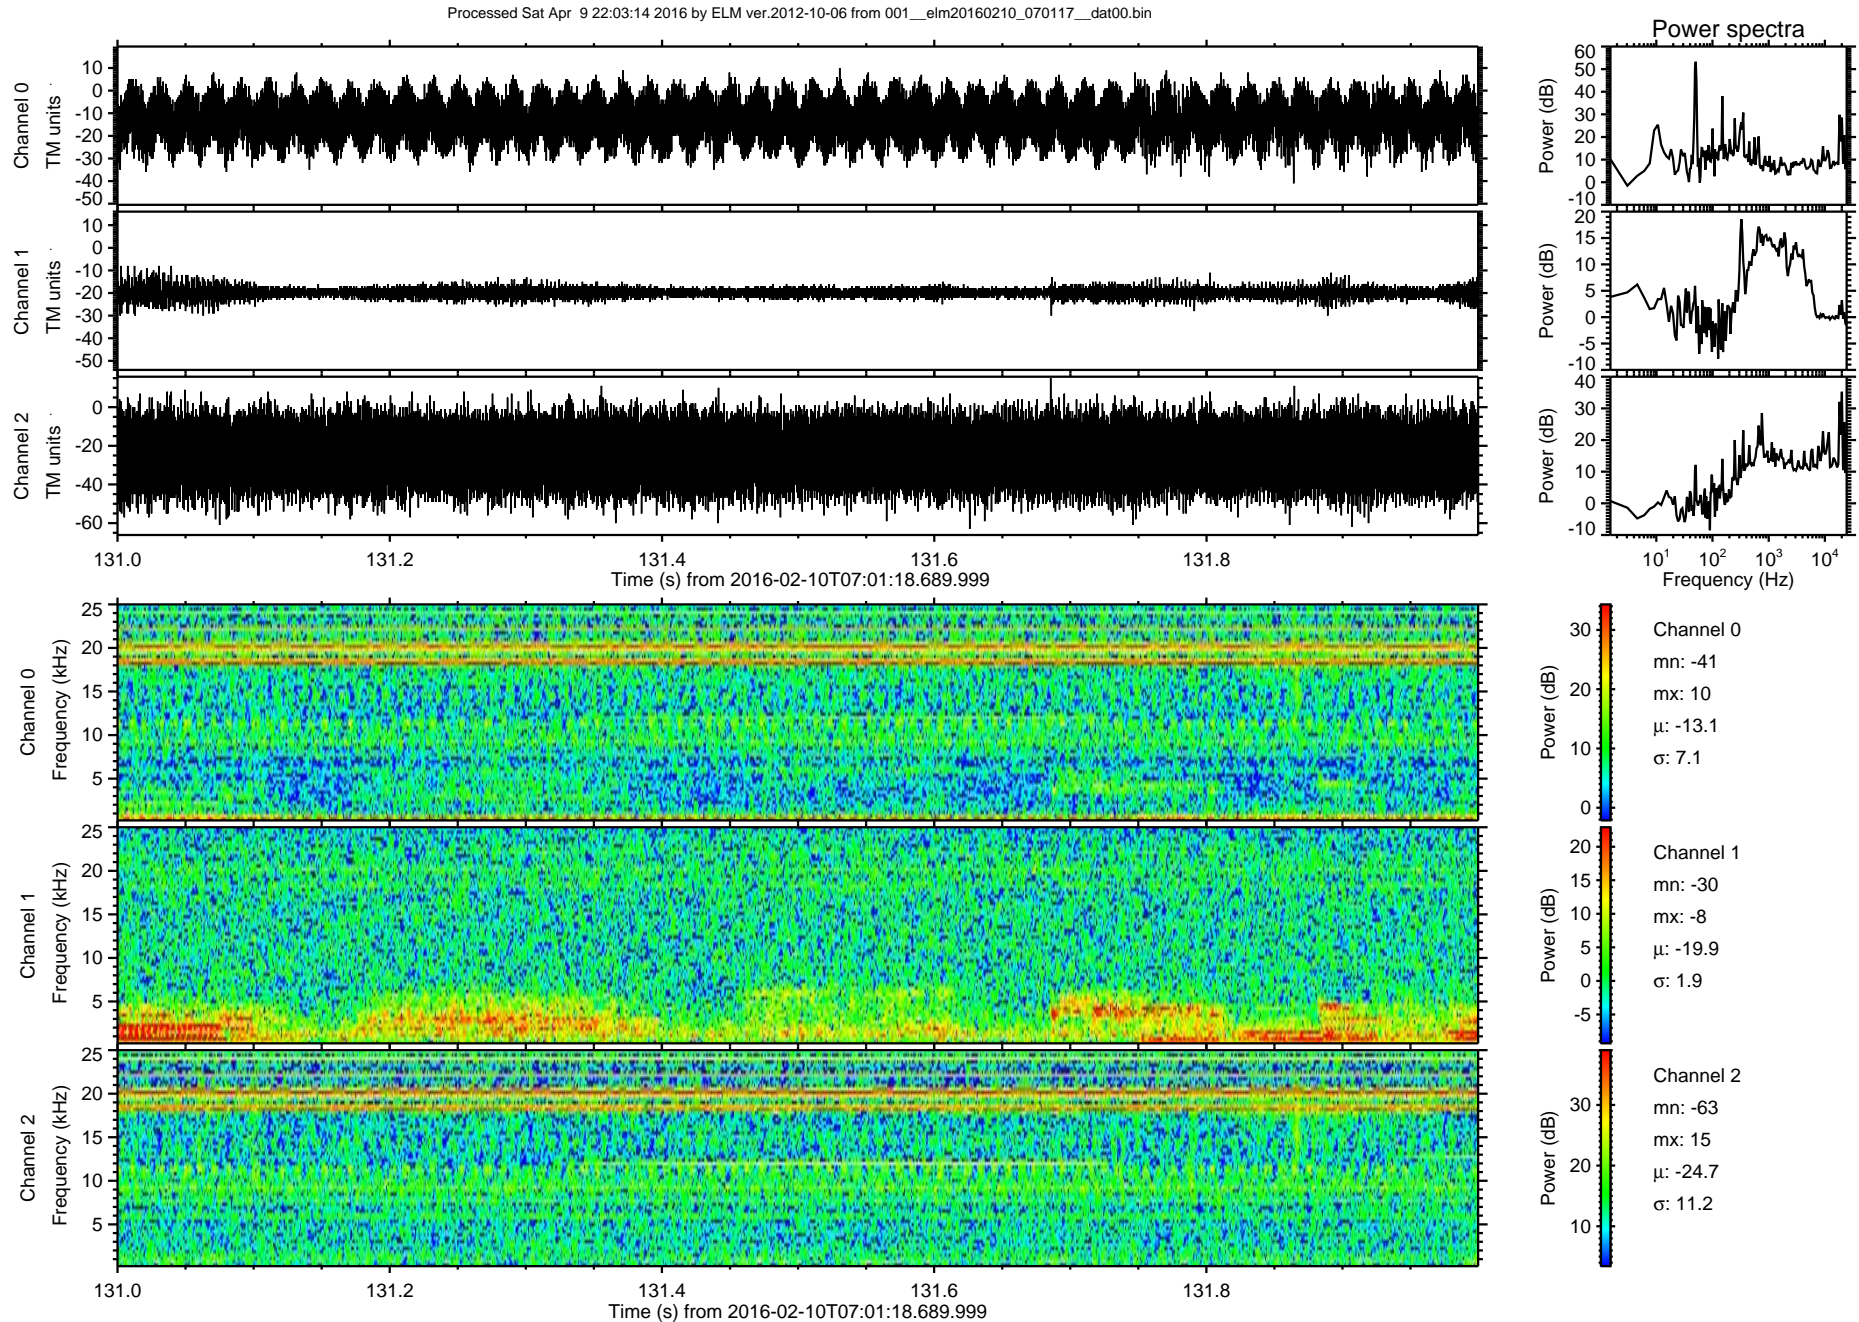 Processed Sat Apr  9 22:03:14 2016 by ELM ver.2012-10-06 from 001__elm20160210_070117__dat00.bin
Power spectra
Channel 0
TM units
10
0
-10
-20
-30
-40
-50
Power (dB)
60
50
40
30
20
10
0
-10
Channel 1
TM units
10
0
-10
-20
-30
-40
-50
Power (dB)
20
15
10
5
0
-5
-10
Channel 2
TM units
0
-20
-40
-60
Power (dB)
40
30
20
10
0
-10
131.0 131.2 131.4 131.6 131.8
Time (s) from 2016-02-10T07:01:18.689.999
10¹ 10² 10³ 10⁴
Frequency (Hz)
Channel 0
Frequency (kHz)
25
20
15
10
5
Power (dB)
30
20
10
0
Channel 0
mn: -41
mx: 10
μ: -13.1
σ: 7.1
Channel 1
Frequency (kHz)
25
20
15
10
5
Power (dB)
20
15
10
5
0
-5
Channel 1
mn: -30
mx: -8
μ: -19.9
σ: 1.9
Channel 2
Frequency (kHz)
25
20
15
10
5
Power (dB)
30
20
10
Channel 2
mn: -63
mx: 15
μ: -24.7
σ: 11.2
131.0 131.2 131.4 131.6 131.8
Time (s) from 2016-02-10T07:01:18.689.999